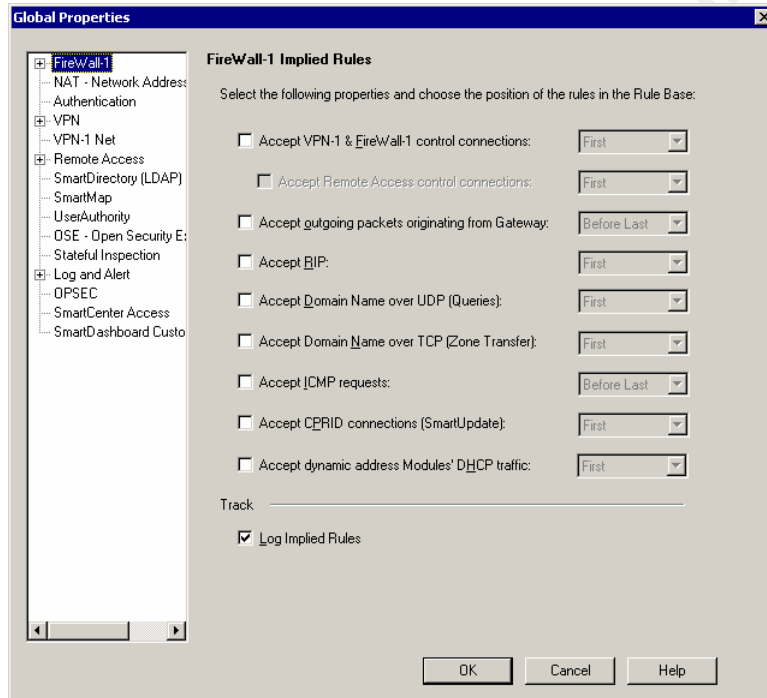 Global Properties
FireWall-1
NAT - Network Address
Authentication
VPN
VPN-1 Net
Remote Access
SmartDirectory (LDAP)
SmartMap
UserAuthority
OSE - Open Security E
Stateful Inspection
Log and Alert
OPSEC
SmartCenter Access
SmartDashboard Custo
FireWall-1 Implied Rules
Select the following properties and choose the position of the rules in the Rule Base:
Accept VPN-1 & FireWall-1 control connections: First
Accept Remote Access control connections: First
Accept outgoing packets originating from Gateway: Before Last
Accept RIP: First
Accept Domain Name over UDP (Queries): First
Accept Domain Name over TCP (Zone Transfer): First
Accept ICMP requests: Before Last
Accept CPRID connections (SmartUpdate): First
Accept dynamic address Modules' DHCP traffic: First
Track
Log Implied Rules
OK Cancel Help